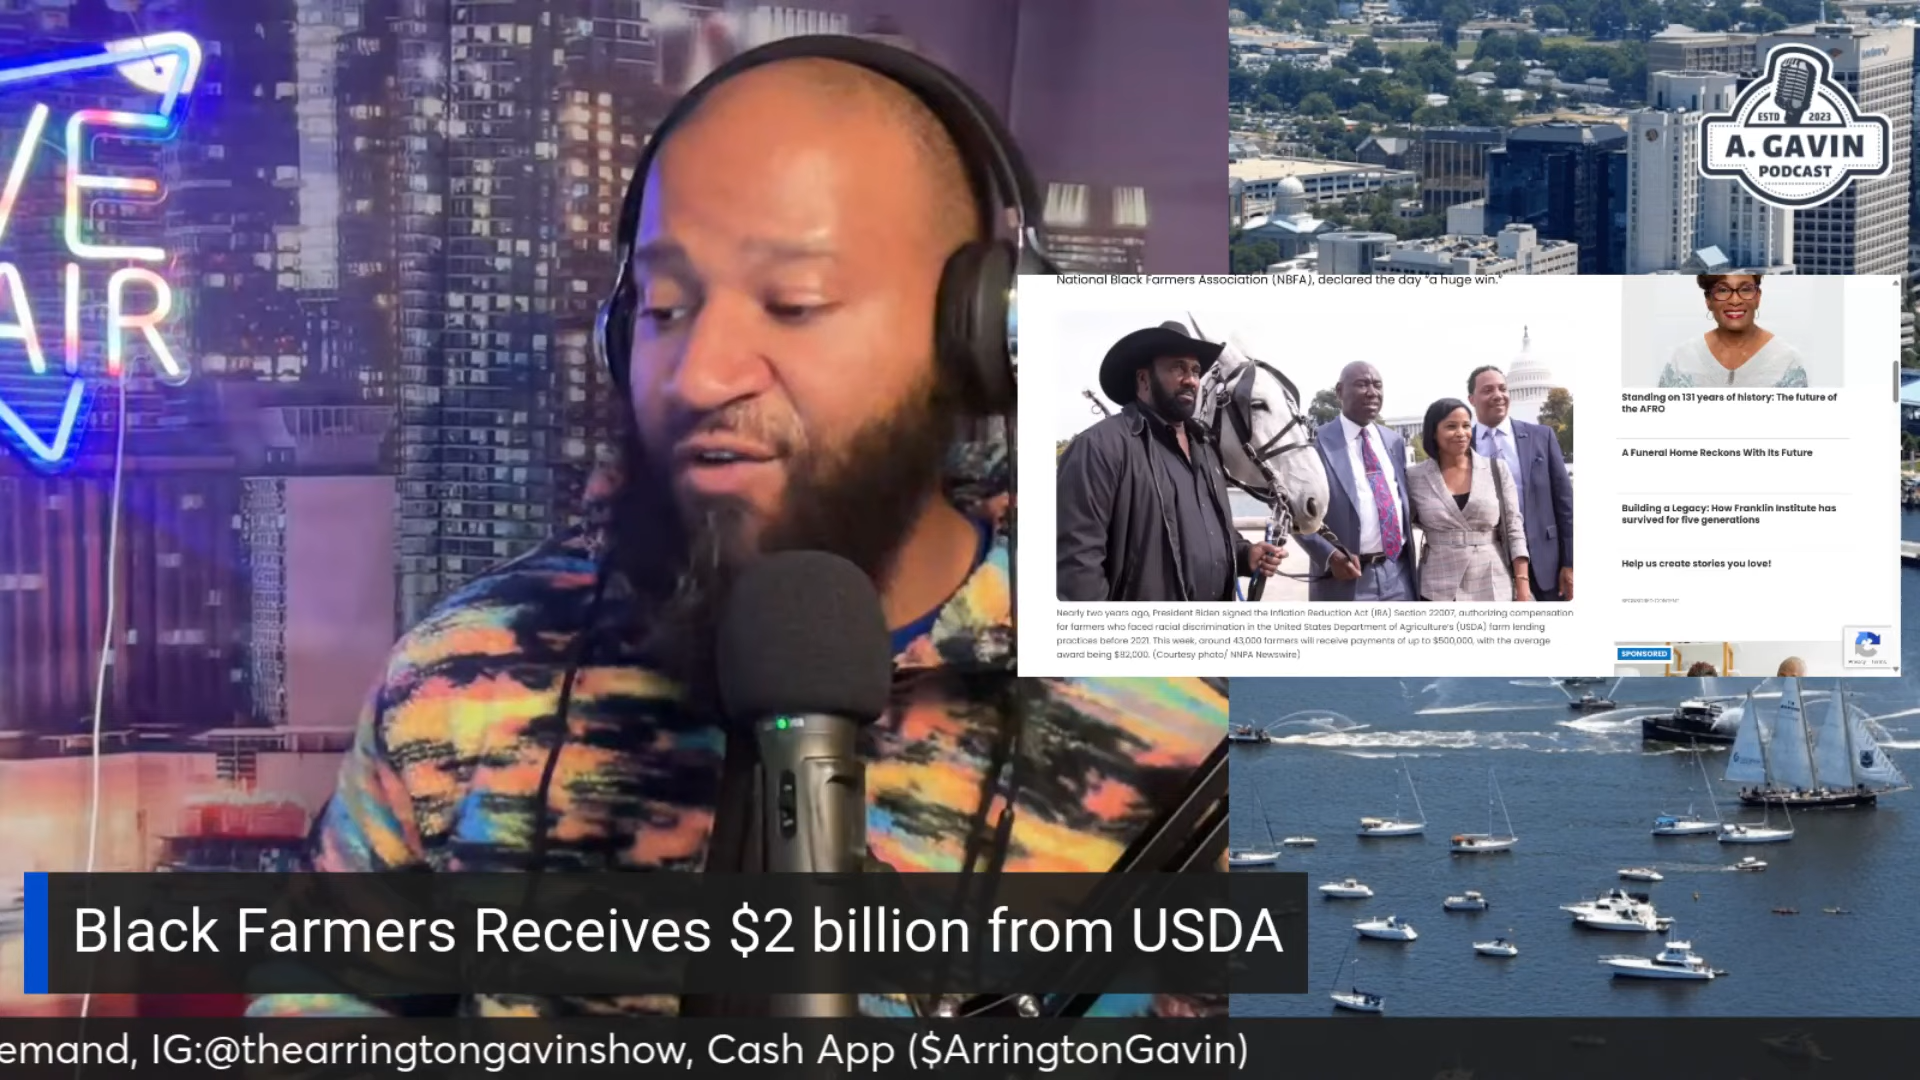 VE
AIR
ESTD 2023
A. GAVIN
PODCAST
National Black Farmers Association (NBFA), declared the day "a huge win."
Nearly two years ago, President Biden signed the Inflation Reduction Act (IRA) Section 22007, authorizing compensation
for farmers who faced racial discrimination in the United States Department of Agriculture's (USDA) farm lending
practices before 2021. This week, around 43,000 farmers will receive payments of up to $500,000, with the average
award being $82,000. (Courtesy photo/ NNPA Newswire)
Standing on 131 years of history: The future of
the AFRO
A Funeral Home Reckons With Its Future
Building a Legacy: How Franklin Institute has
survived for five generations
Help us create stories you love!
SPONSORED CONTENT
SPONSORED
Privacy - Terms
Black Farmers Receives $2 billion from USDA
emand, IG:@thearringtongavinshow, Cash App ($ArringtonGavin)